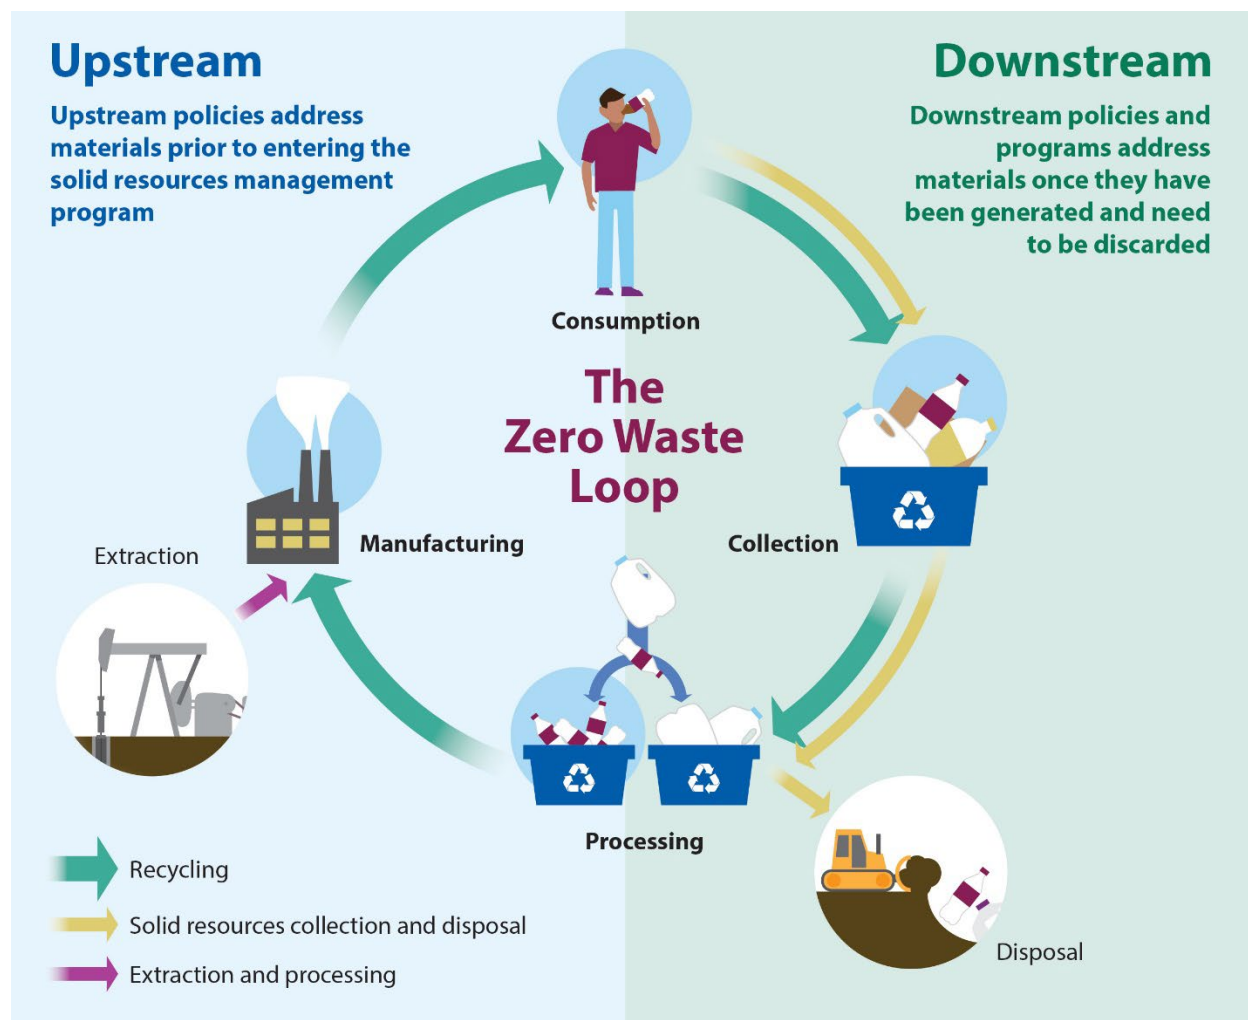 Upstream
Upstream policies address
materials prior to entering the
solid resources management
program
Downstream
Downstream policies and
programs address
materials once they have
been generated and need
to be discarded
Consumption
The
Zero Waste
Loop
Manufacturing
Collection
Extraction
Processing
Disposal
Recycling
Solid resources collection and disposal
Extraction and processing